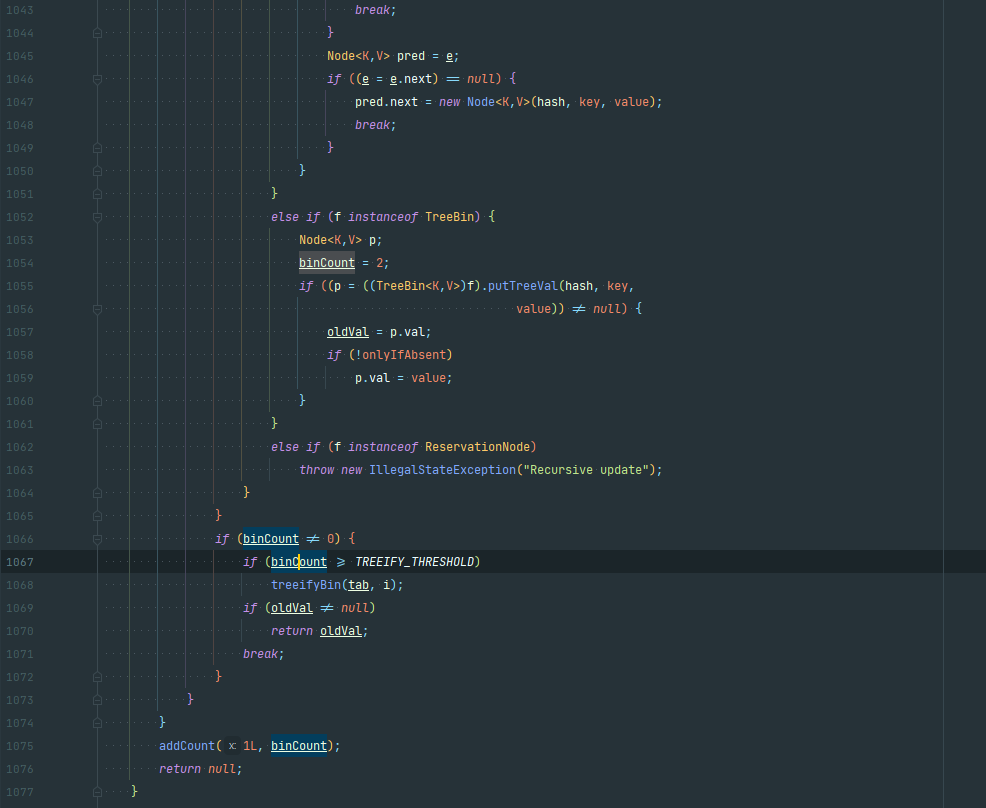 1043 break;
1044 }
1045 Node<K,V> pred = e;
1046 if ((e = e.next) == null) {
1047 pred.next = new Node<K,V>(hash, key, value);
1048 break;
1049 }
1050 }
1051 }
1052 else if (f instanceof TreeBin) {
1053 Node<K,V> p;
1054 binCount = 2;
1055 if ((p = ((TreeBin<K,V>)f).putTreeVal(hash, key,
1056 value)) ≠ null) {
1057 oldVal = p.val;
1058 if (!onlyIfAbsent)
1059 p.val = value;
1060 }
1061 }
1062 else if (f instanceof ReservationNode)
1063 throw new IllegalStateException("Recursive update");
1064 }
1065 }
1066 if (binCount ≠ 0) {
1067 if (binCount ⩾ TREEIFY_THRESHOLD)
1068 treeifyBin(tab, i);
1069 if (oldVal ≠ null)
1070 return oldVal;
1071 break;
1072 }
1073 }
1074 }
1075 addCount( x: 1L, binCount);
1076 return null;
1077 }